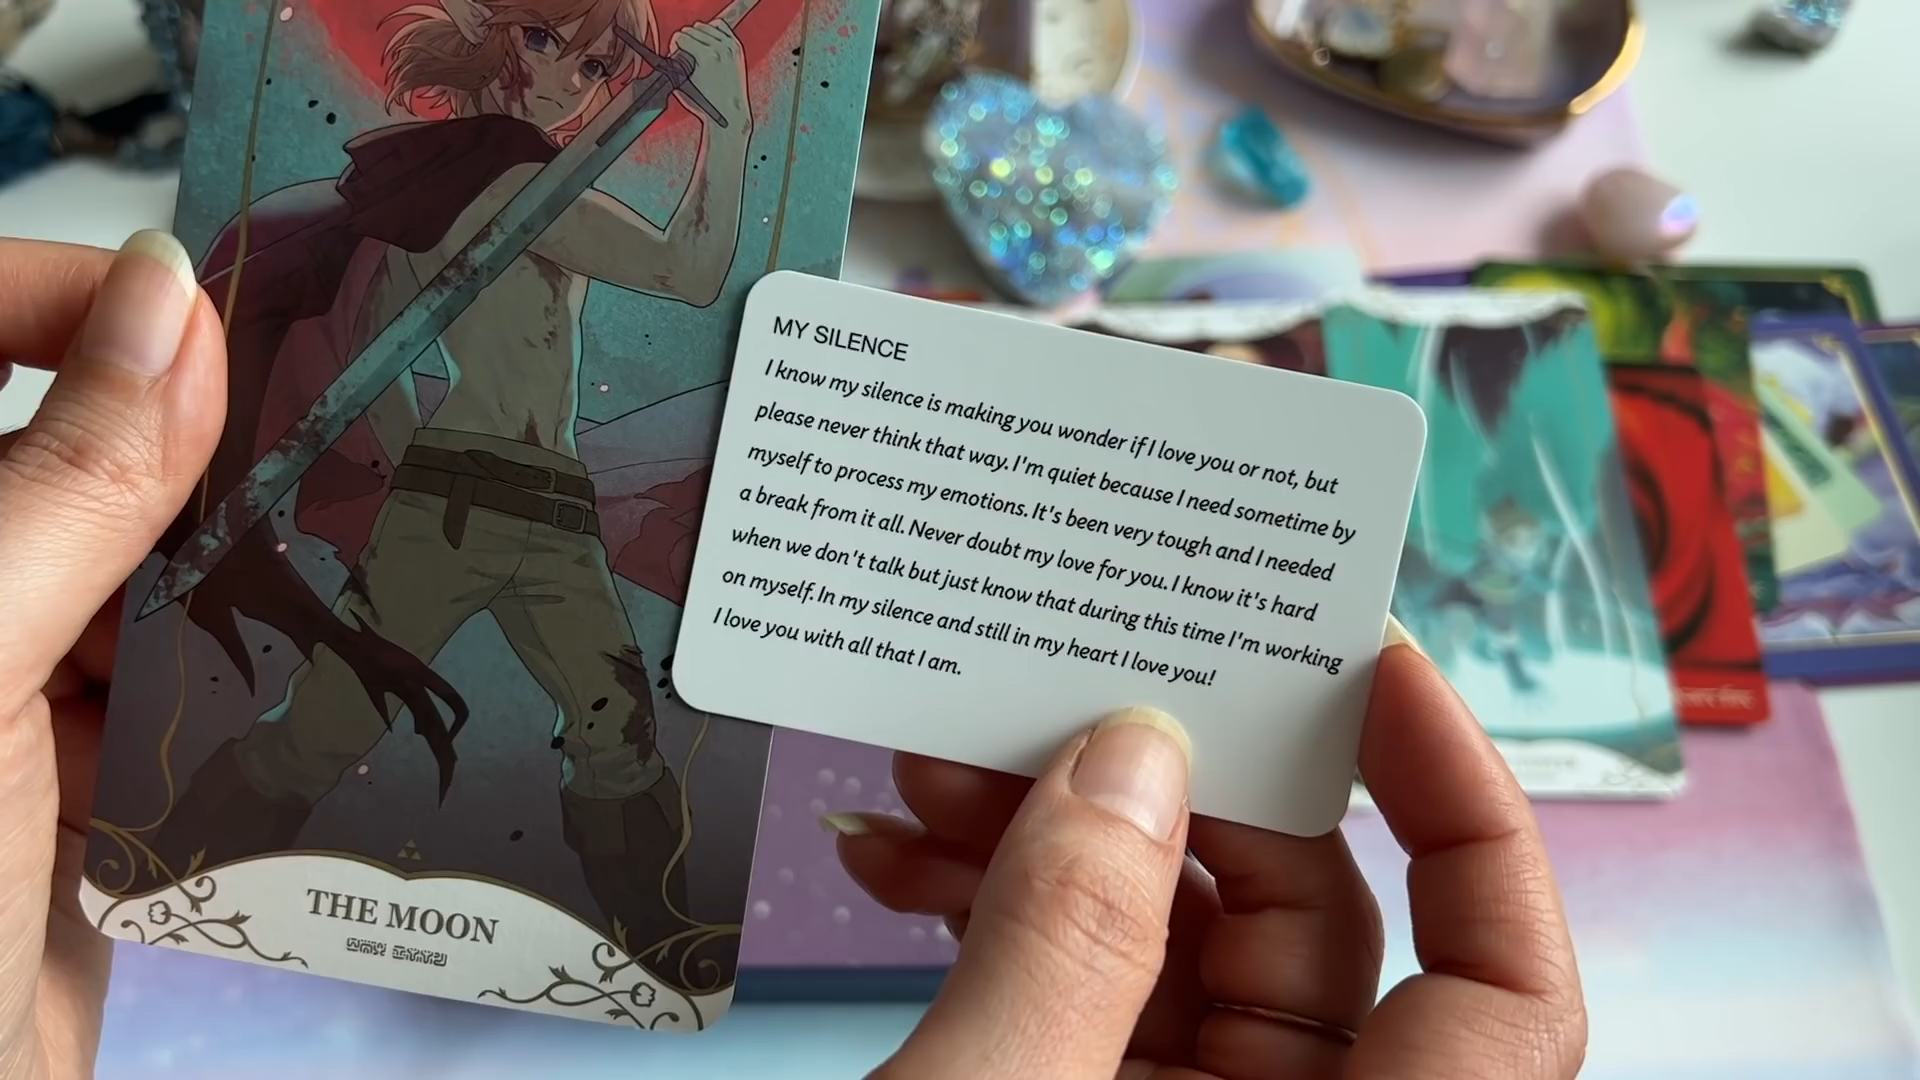 MY SILENCE
I know my silence is making you wonder if I love you or not, but
please never think that way. I'm quiet because I need sometime by
myself to process my emotions. It's been very tough and I needed
a break from it all. Never doubt my love for you. I know it's hard
when we don't talk but just know that during this time I'm working
on myself. In my silence and still in my heart I love you!
I love you with all that I am.
THE MOON